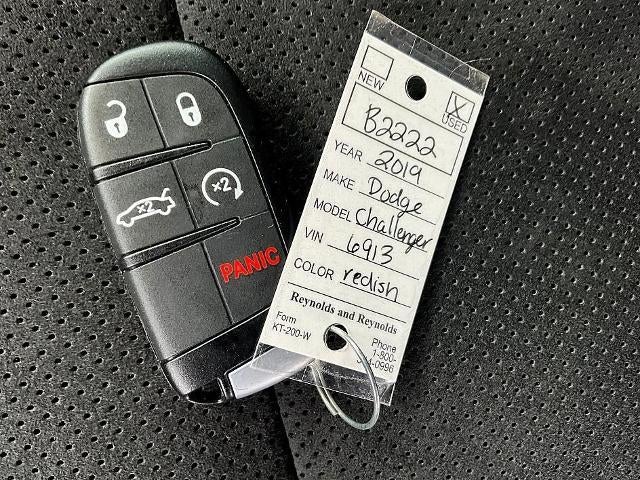 x2
x2
PANIC
NEW
X
USED
B2222
YEAR 2019
MAKE Dodge
MODEL Challenger
VIN 6913
COLOR redish
Reynolds and Reynolds
Form
KT-200-W
Phone
1-800-
-0996